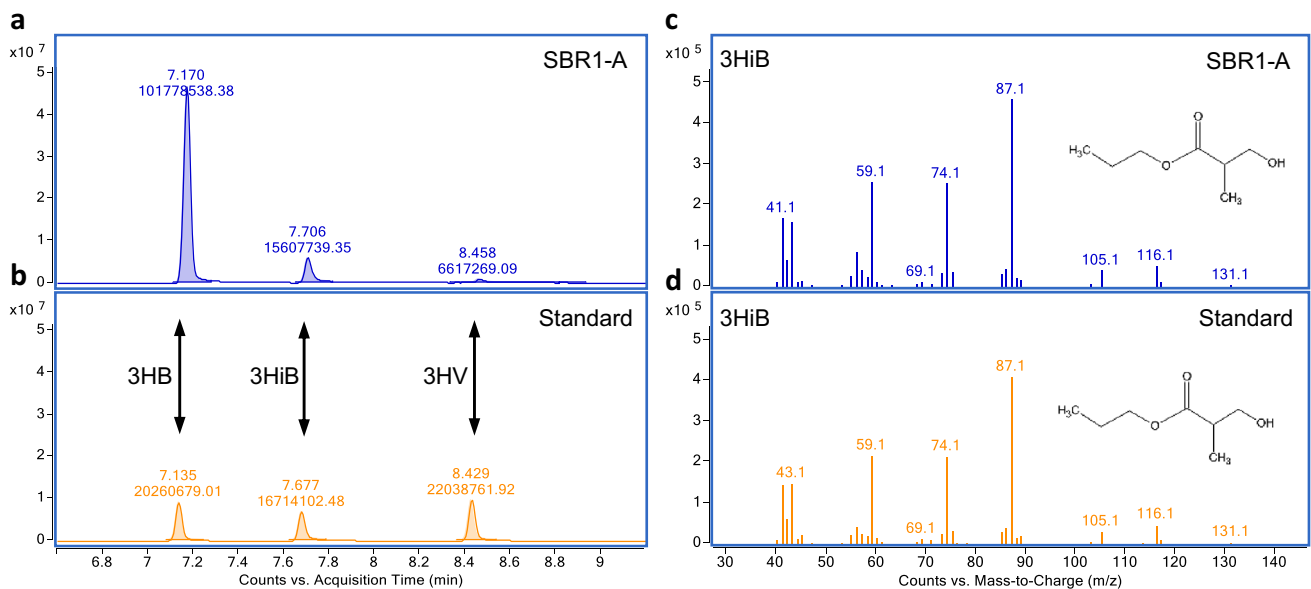 a
x10 7
SBR1-A
5
4
3
2
1
0
7.170
101778538.38
7.706
15607739.35
8.458
6617269.09
b
x10 7
Standard
5
4
3
2
1
0
3HB
3HiB
3HV
7.135
20260679.01
7.677
16714102.48
8.429
22038761.92
6.8 7 7.2 7.4 7.6 7.8 8 8.2 8.4 8.6 8.8 9
Counts vs. Acquisition Time (min)
c
x10 5
3HiB
SBR1-A
5
4
3
2
1
0
41.1
59.1
69.1
74.1
87.1
105.1
116.1
131.1
O
H3C
O
OH
CH3
d
x10 5
3HiB
Standard
5
4
3
2
1
0
43.1
59.1
69.1
74.1
87.1
105.1
116.1
131.1
O
H3C
O
OH
CH3
30 40 50 60 70 80 90 100 110 120 130 140
Counts vs. Mass-to-Charge (m/z)